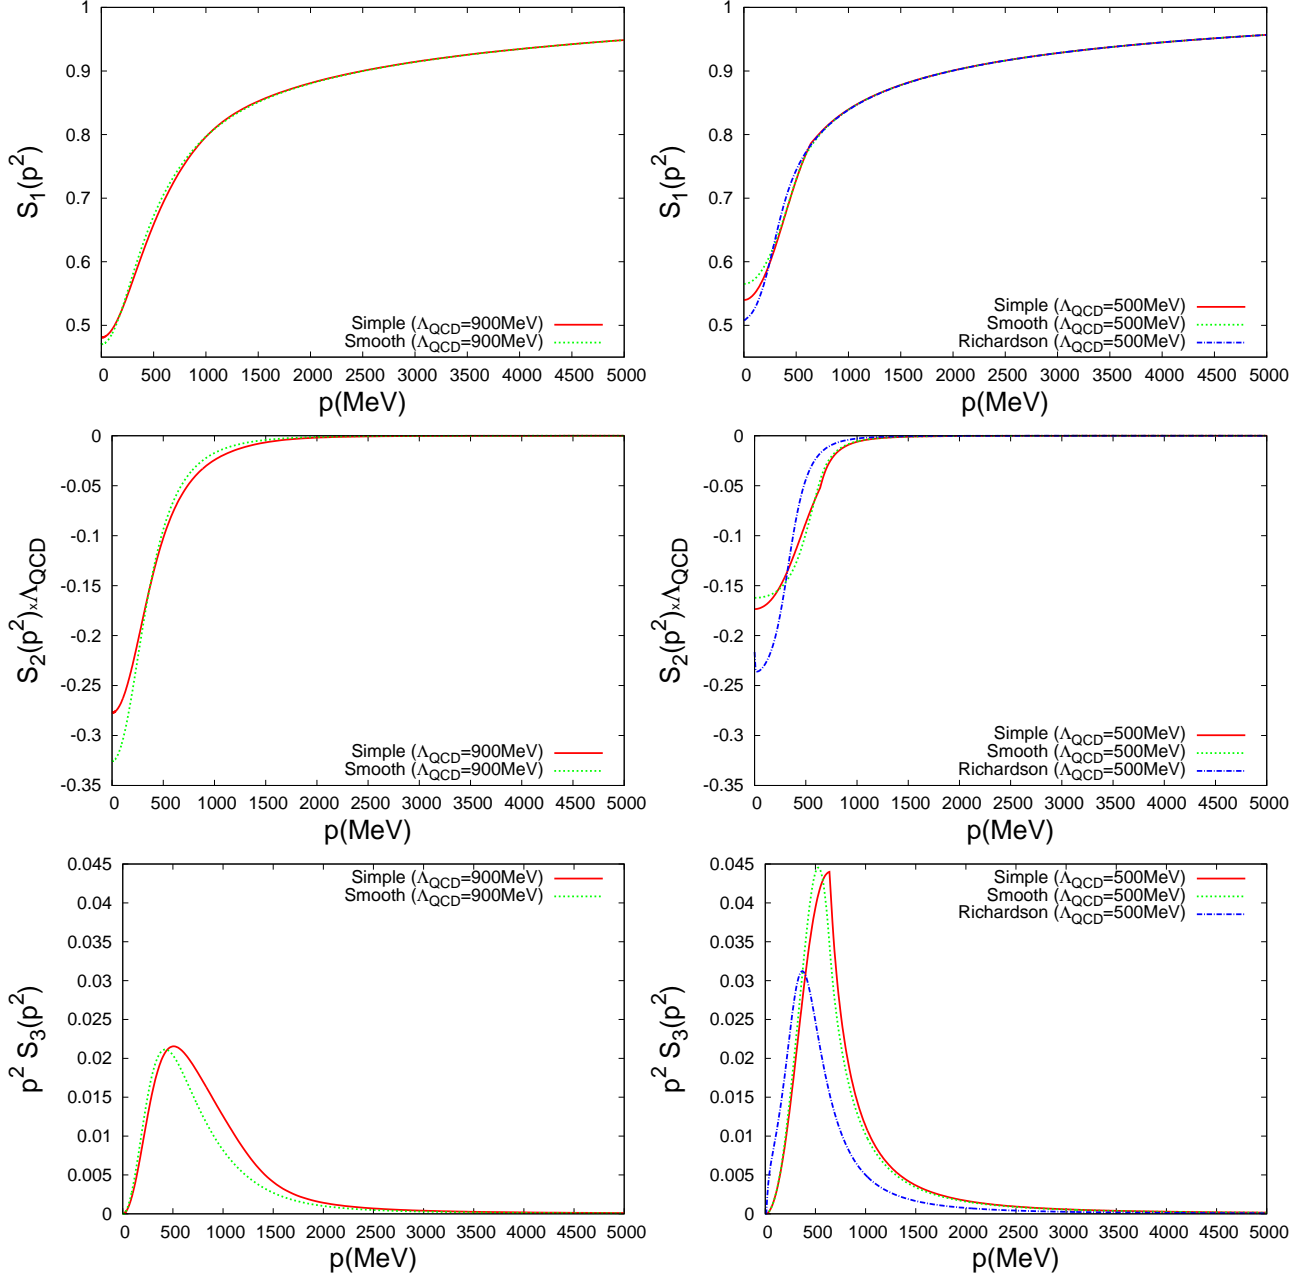 1
0.9
0.8
0.7
0.6
0.5
S1(p^2)
Simple (ΛQCD=900MeV)
Smooth (ΛQCD=900MeV)
0 500 1000 1500 2000 2500 3000 3500 4000 4500 5000
p(MeV)
1
0.9
0.8
0.7
0.6
0.5
S1(p^2)
Simple (ΛQCD=500MeV)
Smooth (ΛQCD=500MeV)
Richardson (ΛQCD=500MeV)
0 500 1000 1500 2000 2500 3000 3500 4000 4500 5000
p(MeV)
0
-0.05
-0.1
-0.15
-0.2
-0.25
-0.3
-0.35
S2(p^2)×ΛQCD
Simple (ΛQCD=900MeV)
Smooth (ΛQCD=900MeV)
0 500 1000 1500 2000 2500 3000 3500 4000 4500 5000
p(MeV)
0
-0.05
-0.1
-0.15
-0.2
-0.25
-0.3
-0.35
S2(p^2)×ΛQCD
Simple (ΛQCD=500MeV)
Smooth (ΛQCD=500MeV)
Richardson (ΛQCD=500MeV)
0 500 1000 1500 2000 2500 3000 3500 4000 4500 5000
p(MeV)
0.045
0.04
0.035
0.03
0.025
0.02
0.015
0.01
0.005
0
p^2 S3(p^2)
Simple (ΛQCD=900MeV)
Smooth (ΛQCD=900MeV)
0 500 1000 1500 2000 2500 3000 3500 4000 4500 5000
p(MeV)
0.045
0.04
0.035
0.03
0.025
0.02
0.015
0.01
0.005
0
p^2 S3(p^2)
Simple (ΛQCD=500MeV)
Smooth (ΛQCD=500MeV)
Richardson (ΛQCD=500MeV)
0 500 1000 1500 2000 2500 3000 3500 4000 4500 5000
p(MeV)